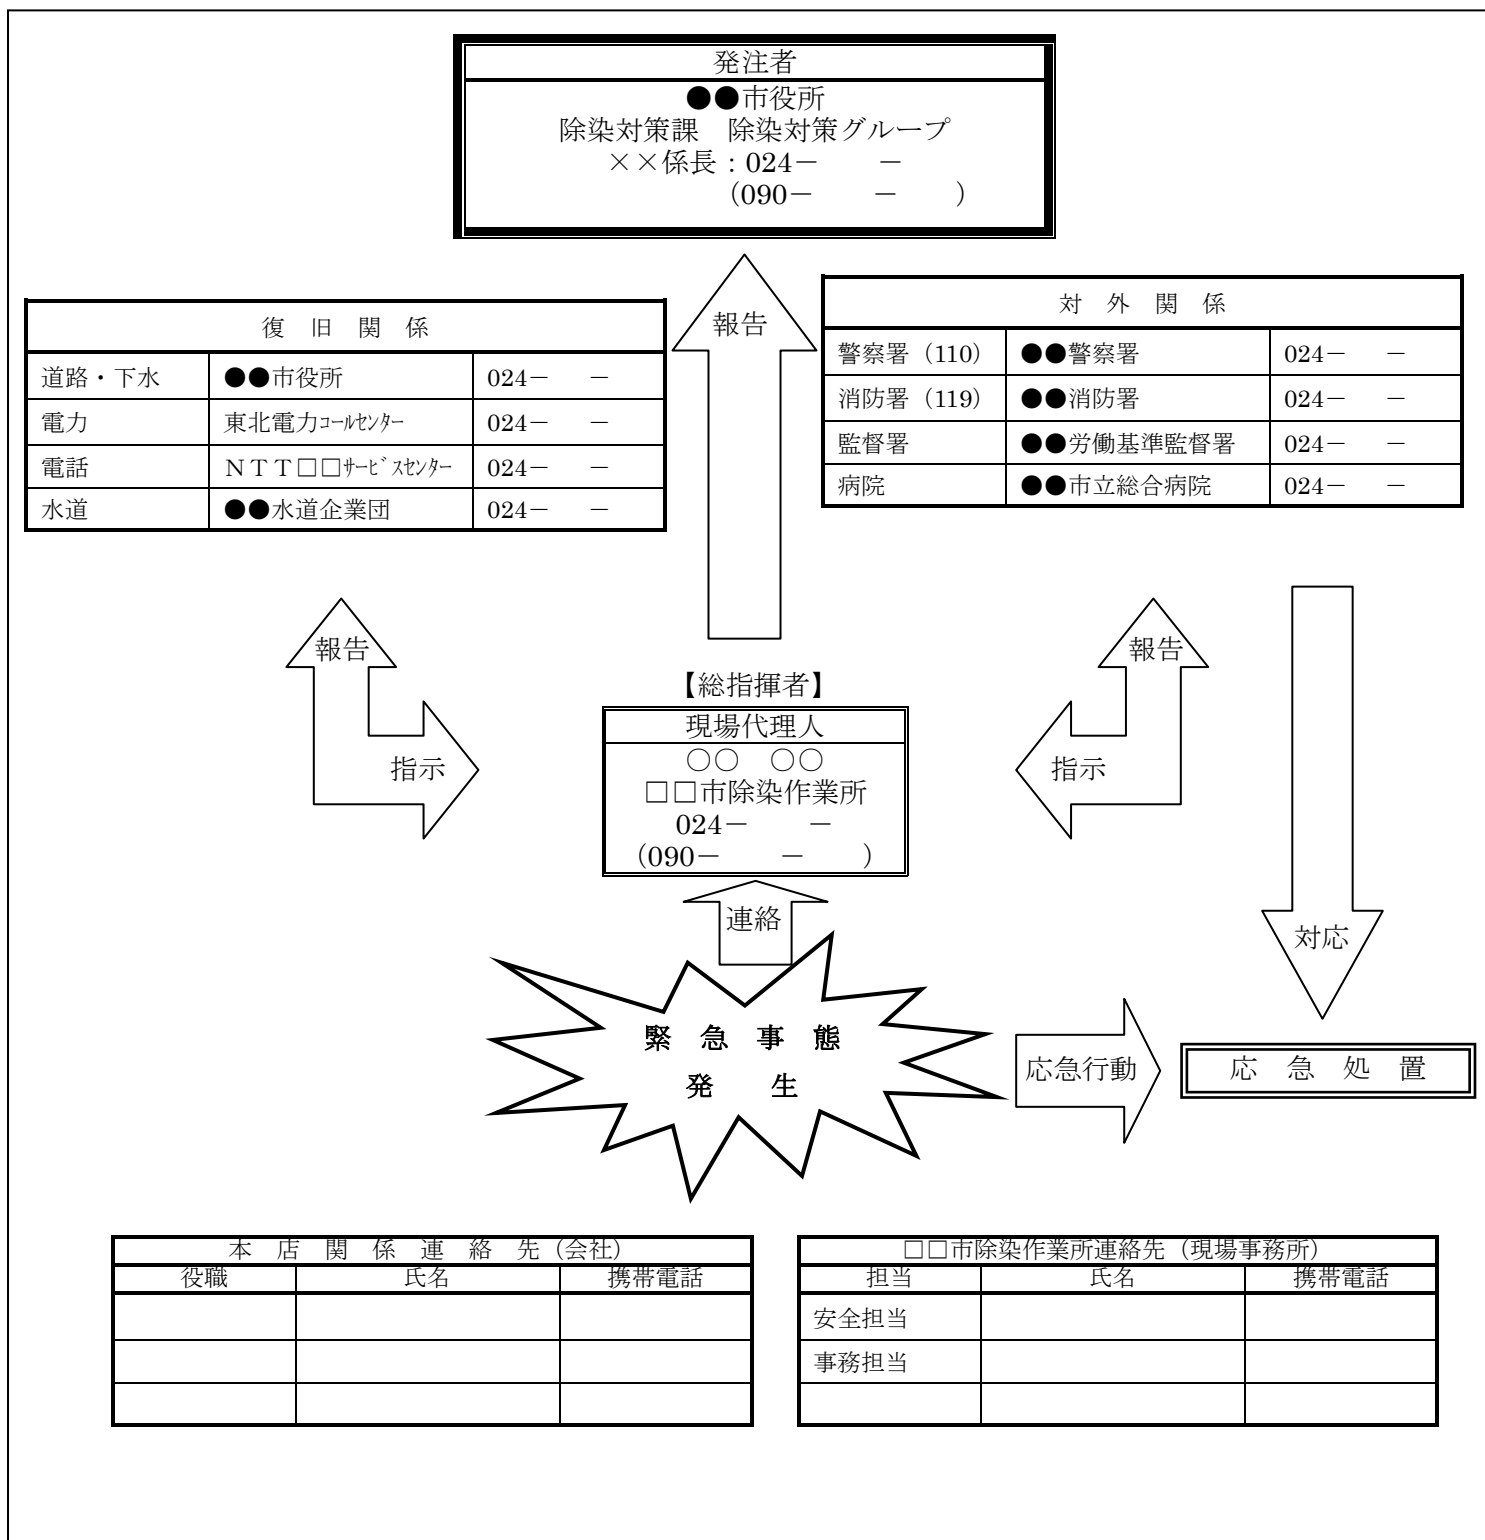 発注者
●●市役所
除染対策課　除染対策グループ
××係長：024－　　－
（090－　　－　　）
復　旧　関　係
道路・下水　●●市役所　024－　　－
電力　東北電力ｺｰﾙｾﾝﾀｰ　024－　　－
電話　ＮＴＴ□□ｻｰﾋﾞｽｾﾝﾀｰ　024－　　－
水道　●●水道企業団　024－　　－
報告
対　外　関　係
警察署（110）　●●警察署　024－　　－
消防署（119）　●●消防署　024－　　－
監督署　●●労働基準監督署　024－　　－
病院　●●市立総合病院　024－　　－
報告
指示
【総指揮者】
現場代理人
○○　○○
□□市除染作業所
024－　　－
（090－　　－　　）
報告
指示
対応
連絡
緊　急　事　態
発　　生
応急行動
応　急　処　置
本　店　関　係　連　絡　先（会社）
役職　氏名　携帯電話
□□市除染作業所連絡先（現場事務所）
担当　氏名　携帯電話
安全担当
事務担当